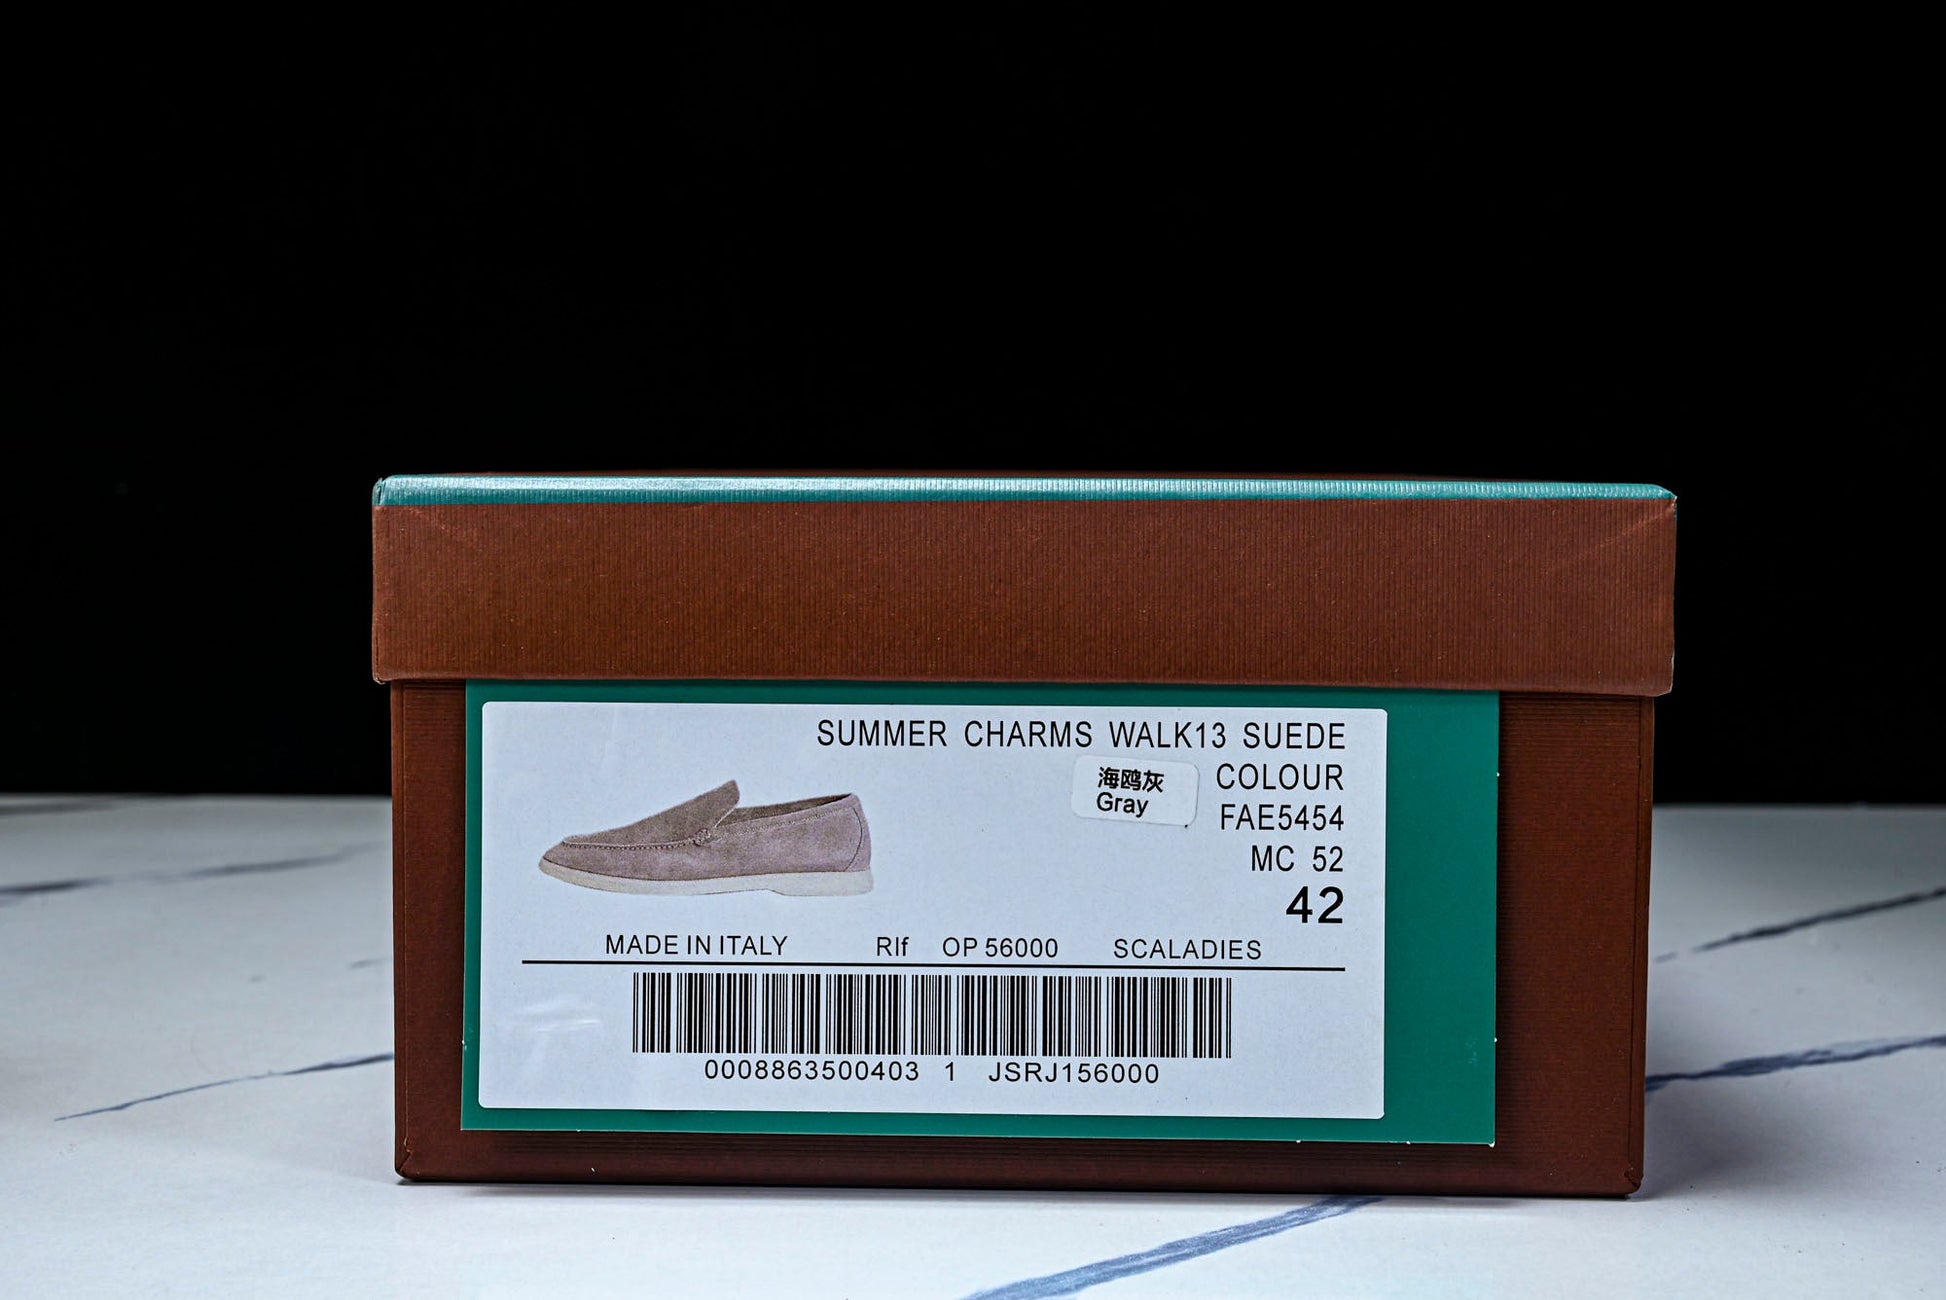 SUMMER CHARMS WALK13 SUEDE
海鸥灰
Gray
COLOUR
FAE5454
MC 52
42
MADE IN ITALY RIf OP 56000 SCALADIES
0008863500403 1 JSRJ156000